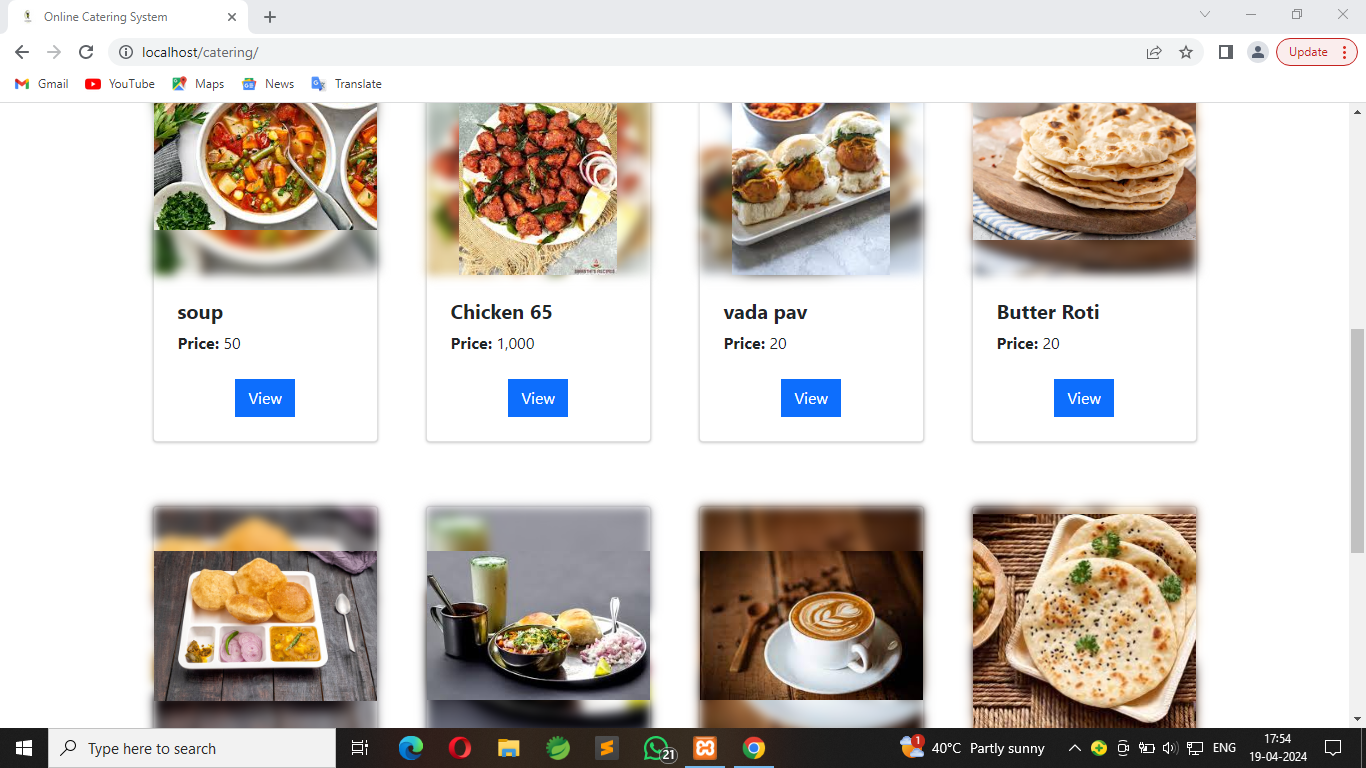 Online Catering System
localhost/catering/
Update
Gmail
YouTube
Maps
News
Translate
soup
Price: 50
View
Chicken 65
Price: 1,000
View
vada pav
Price: 20
View
Butter Roti
Price: 20
View
Type here to search
21
1
40°C Partly sunny
ENG
17:54
19-04-2024